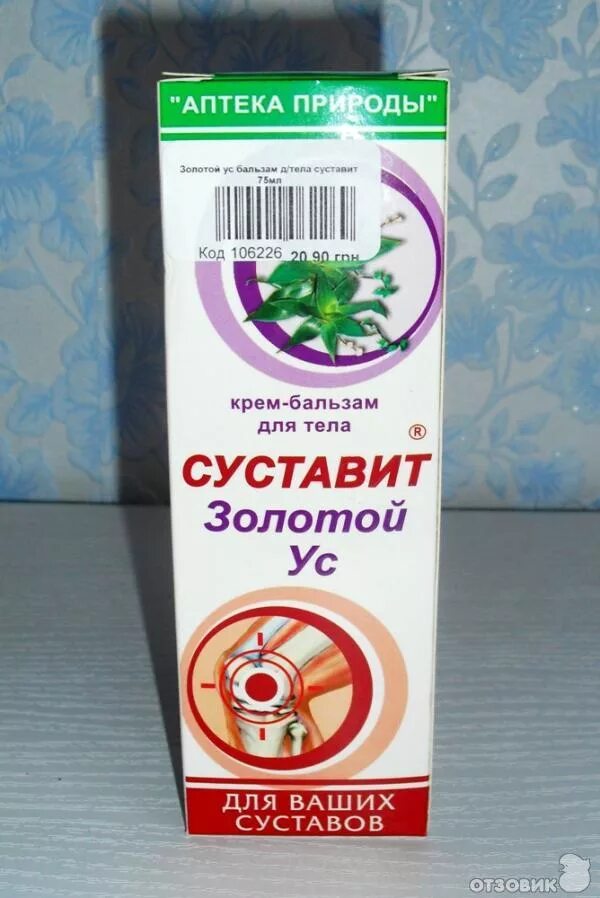 "АПТЕКА ПРИРОДЫ"
Золотой ус бальзам д/тела суставит
75мл
Код 106226 20.90 грн
крем-бальзам
для тела
®
СУСТАВИТ
Золотой
Ус
ДЛЯ ВАШИХ
СУСТАВОВ
ОТЗОВИК